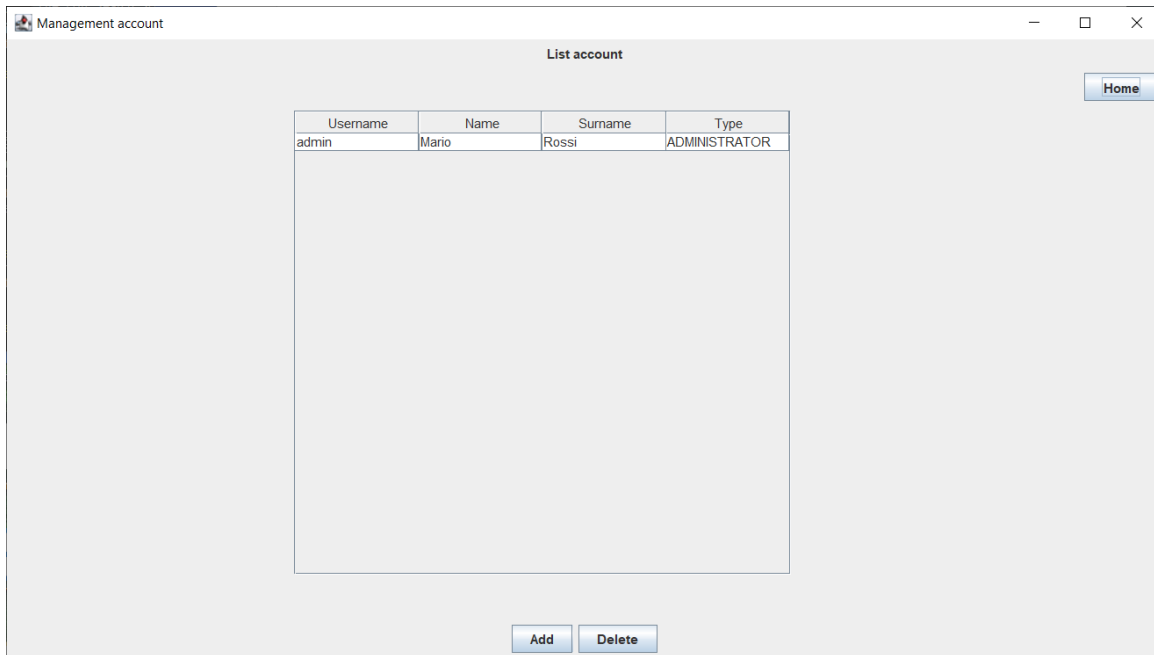 Management account
List account
Home
Username Name Surname Type
admin Mario Rossi ADMINISTRATOR
Add Delete